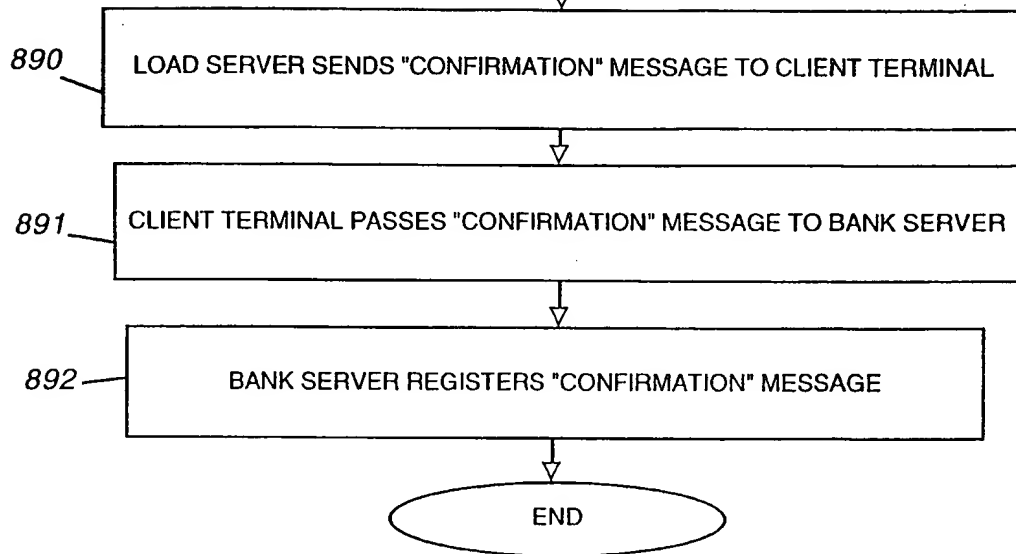 890
LOAD SERVER SENDS "CONFIRMATION" MESSAGE TO CLIENT TERMINAL
891
CLIENT TERMINAL PASSES "CONFIRMATION" MESSAGE TO BANK SERVER
892
BANK SERVER REGISTERS "CONFIRMATION" MESSAGE
END